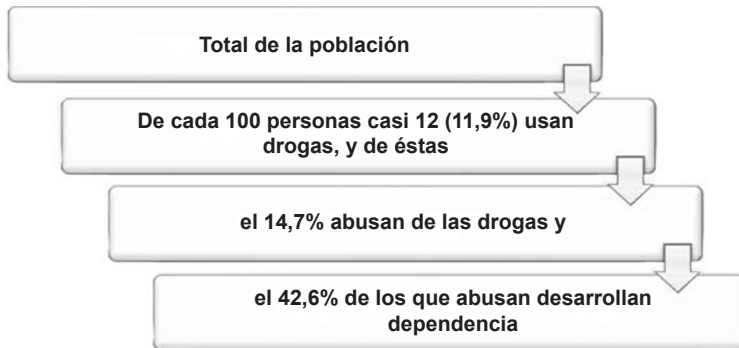 Total de la población
De cada 100 personas casi 12 (11,9%) usan
drogas, y de éstas
el 14,7% abusan de las drogas y
el 42,6% de los que abusan desarrollan
dependencia